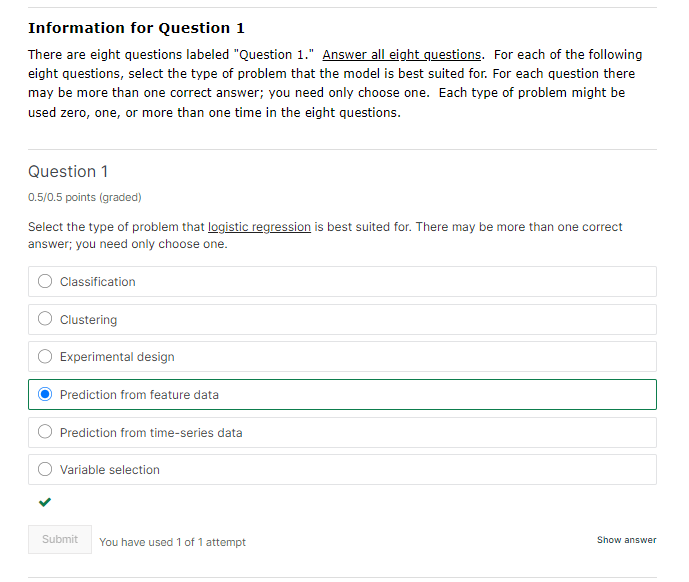 Information for Question 1
There are eight questions labeled "Question 1." Answer all eight questions. For each of the following
eight questions, select the type of problem that the model is best suited for. For each question there
may be more than one correct answer; you need only choose one. Each type of problem might be
used zero, one, or more than one time in the eight questions.
Question 1
0.5/0.5 points (graded)
Select the type of problem that logistic regression is best suited for. There may be more than one correct
answer; you need only choose one.
Classification
Clustering
Experimental design
Prediction from feature data
Prediction from time-series data
Variable selection
Submit You have used 1 of 1 attempt Show answer